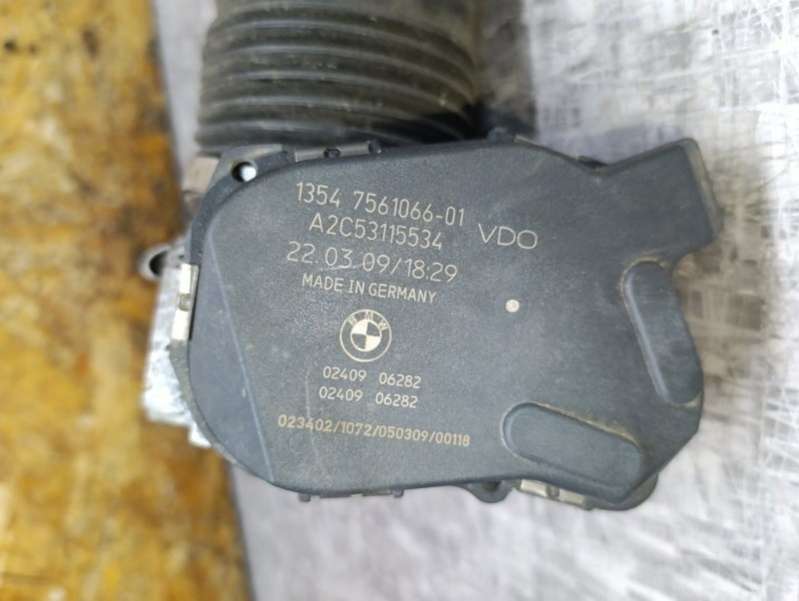 1354 7561066-01 VDO
A2C53115534
22.03.09/18:29
MADE IN GERMANY
BMW
02409 06282
02409 06282
023402/1072/050309/00118